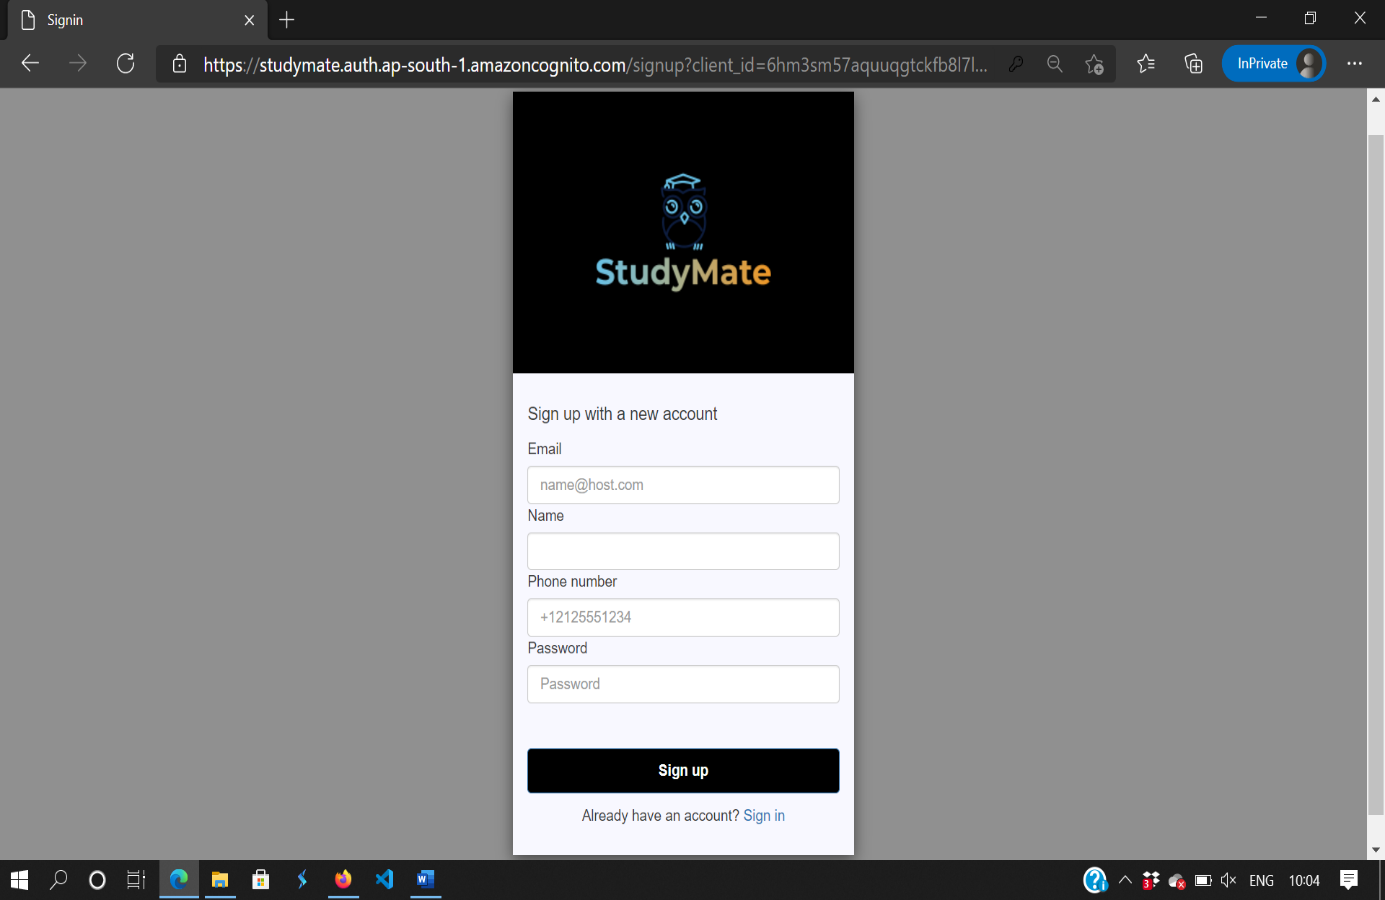 Signin
https://studymate.auth.ap-south-1.amazoncognito.com/signup?client_id=6hm3sm57aquuqgtckfb8l7l...
InPrivate
StudyMate
Sign up with a new account
Email
name@host.com
Name
Phone number
+12125551234
Password
Password
Sign up
Already have an account? Sign in
3
W
ENG
10:04